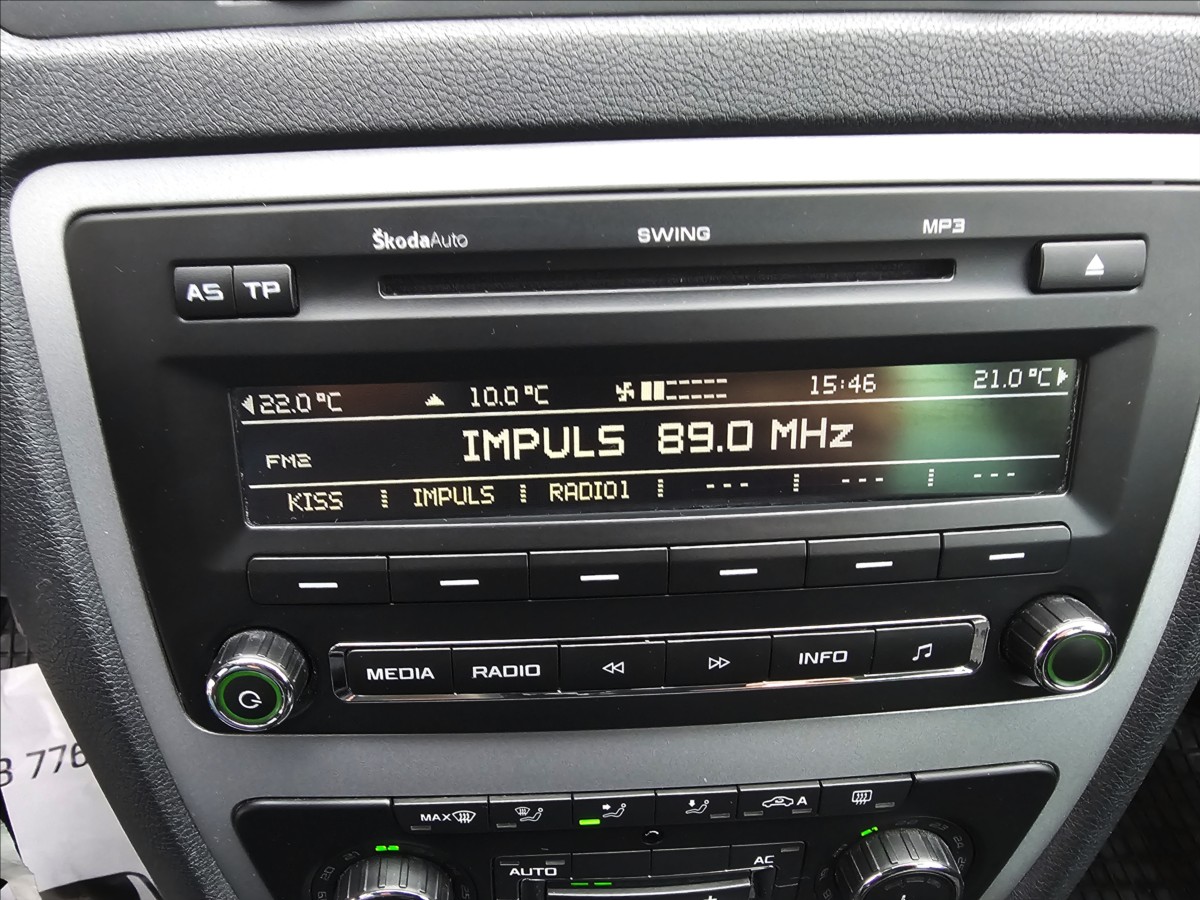 ŠkodaAuto SWING MP3
AS TP
22.0 °C 10.0 °C 15:46 21.0 °C
IMPULS 89.0 MHz
FM2
KISS IMPULS RADIO1 --- --- ---
MEDIA RADIO INFO
776
MAX A
AUTO AC